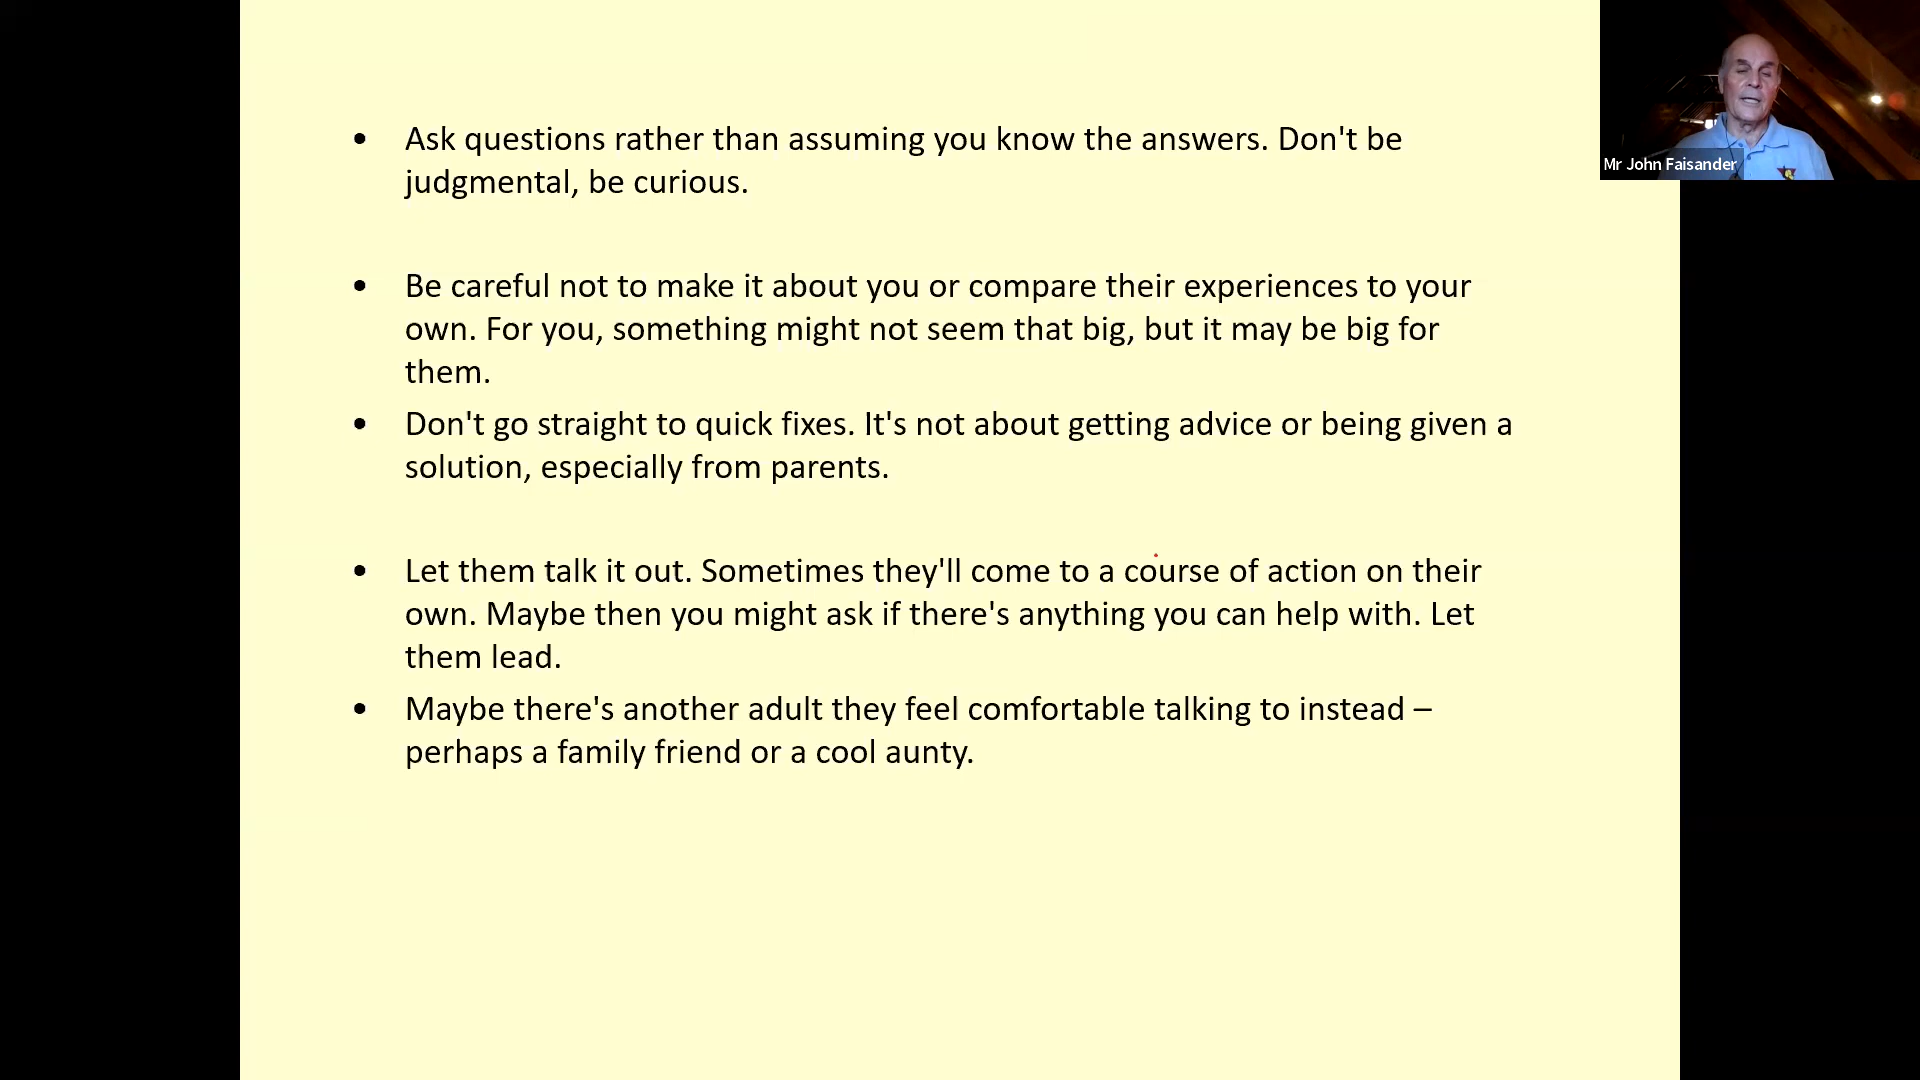 • Ask questions rather than assuming you know the answers. Don't be
judgmental, be curious.
• Be careful not to make it about you or compare their experiences to your
own. For you, something might not seem that big, but it may be big for
them.
• Don't go straight to quick fixes. It's not about getting advice or being given a
solution, especially from parents.
• Let them talk it out. Sometimes they'll come to a course of action on their
own. Maybe then you might ask if there's anything you can help with. Let
them lead.
• Maybe there's another adult they feel comfortable talking to instead –
perhaps a family friend or a cool aunty.
Mr John Faisander